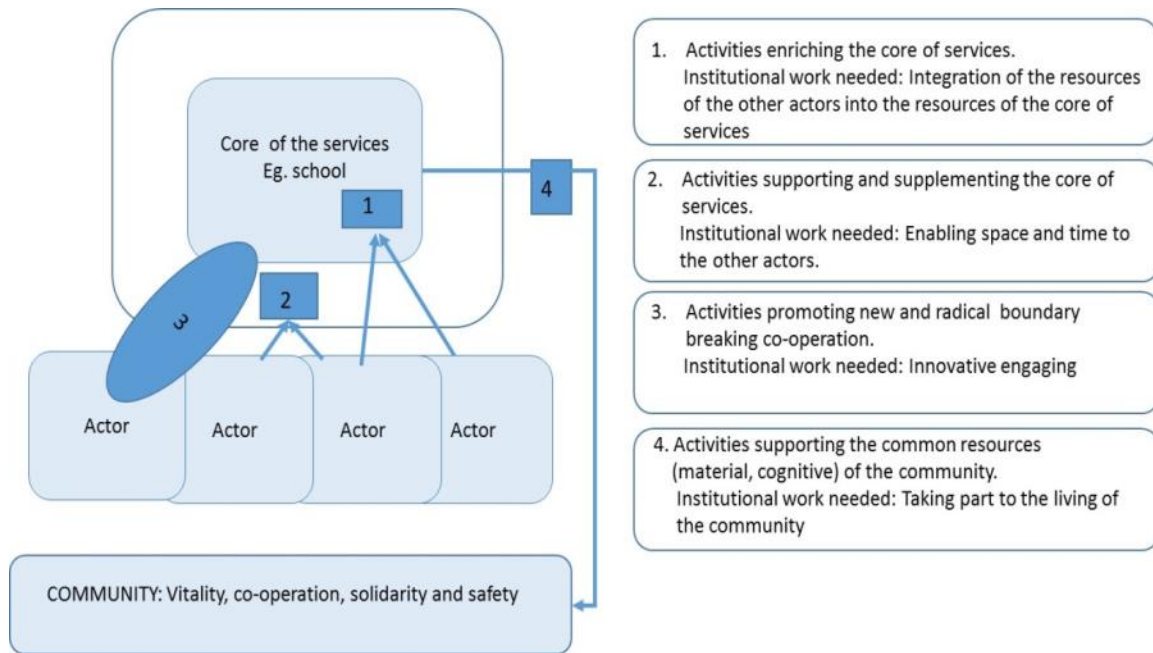 Core of the services
Eg. school
1
2
3
4
Actor
Actor
Actor
Actor
COMMUNITY: Vitality, co-operation, solidarity and safety
1. Activities enriching the core of services.
Institutional work needed: Integration of the resources
of the other actors into the resources of the core of
services
2. Activities supporting and supplementing the core of
services.
Institutional work needed: Enabling space and time to
the other actors.
3. Activities promoting new and radical boundary
breaking co-operation.
Institutional work needed: Innovative engaging
4. Activities supporting the common resources
(material, cognitive) of the community.
Institutional work needed: Taking part to the living of
the community